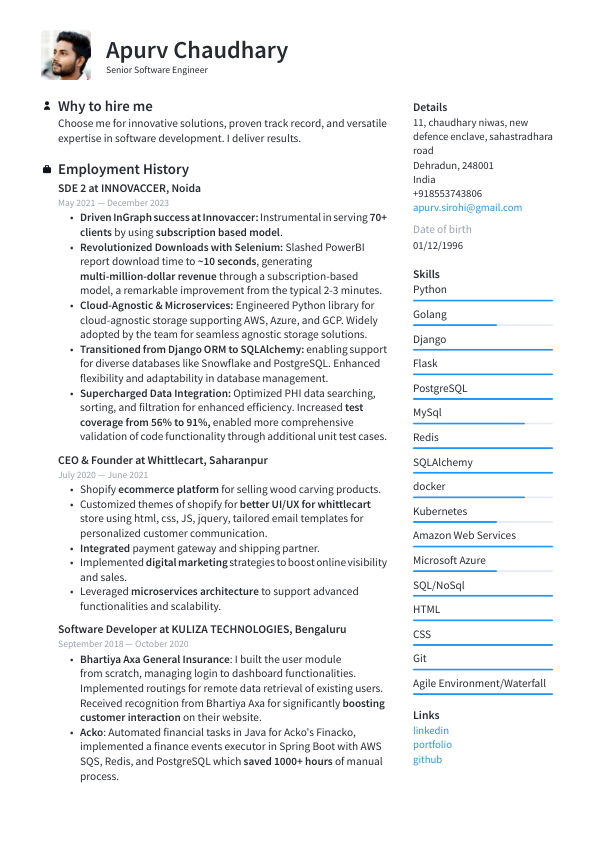 Apurv Chaudhary
Senior Software Engineer
Why to hire me
Choose me for innovative solutions, proven track record, and versatile
expertise in software development. I deliver results.
Employment History
SDE 2 at INNOVACCER, Noida
May 2021 — December 2023
• Driven InGraph success at Innovaccer: Instrumental in serving 70+
clients by using subscription based model.
• Revolutionized Downloads with Selenium: Slashed PowerBI
report download time to ~10 seconds, generating
multi-million-dollar revenue through a subscription-based
model, a remarkable improvement from the typical 2-3 minutes.
• Cloud-Agnostic & Microservices: Engineered Python library for
cloud-agnostic storage supporting AWS, Azure, and GCP. Widely
adopted by the team for seamless agnostic storage solutions.
• Transitioned from Django ORM to SQLAlchemy: enabling support
for diverse databases like Snowflake and PostgreSQL. Enhanced
flexibility and adaptability in database management.
• Supercharged Data Integration: Optimized PHI data searching,
sorting, and filtration for enhanced efficiency. Increased test
coverage from 56% to 91%, enabled more comprehensive
validation of code functionality through additional unit test cases.
CEO & Founder at Whittlecart, Saharanpur
July 2020 — June 2021
• Shopify ecommerce platform for selling wood carving products.
• Customized themes of shopify for better UI/UX for whittlecart
store using html, css, JS, jquery, tailored email templates for
personalized customer communication.
• Integrated payment gateway and shipping partner.
• Implemented digital marketing strategies to boost online visibility
and sales.
• Leveraged microservices architecture to support advanced
functionalities and scalability.
Software Developer at KULIZA TECHNOLOGIES, Bengaluru
September 2018 — October 2020
• Bhartiya Axa General Insurance: I built the user module
from scratch, managing login to dashboard functionalities.
Implemented routings for remote data retrieval of existing users.
Received recognition from Bhartiya Axa for significantly boosting
customer interaction on their website.
• Acko: Automated financial tasks in Java for Acko's Finacko,
implemented a finance events executor in Spring Boot with AWS
SQS, Redis, and PostgreSQL which saved 1000+ hours of manual
process.
Details
11, chaudhary niwas, new
defence enclave, sahastradhara
road
Dehradun, 248001
India
+918553743806
apurv.sirohi@gmail.com
Date of birth
01/12/1996
Skills
Python
Golang
Django
Flask
PostgreSQL
MySql
Redis
SQLAlchemy
docker
Kubernetes
Amazon Web Services
Microsoft Azure
SQL/NoSql
HTML
CSS
Git
Agile Environment/Waterfall
Links
linkedin
portfolio
github